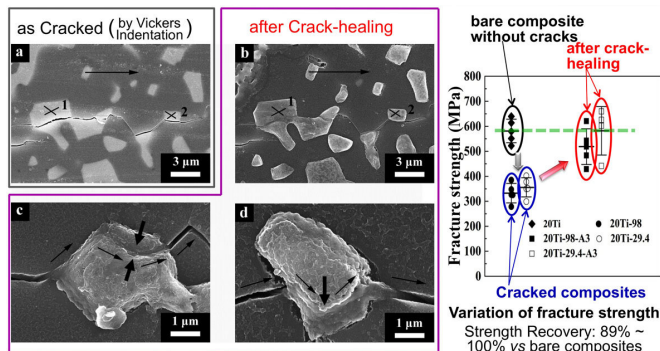 as Cracked (by Vickers Indentation)
after Crack-healing
a
1
2
3 µm
b
1
2
3 µm
c
1 µm
d
1 µm
bare composite
without cracks
after crack-
healing
Fracture strength (MPa)
800
700
600
500
400
300
200
100
0
20Ti
20Ti-98
20Ti-98-A3
20Ti-29.4
20Ti-29.4-A3
Cracked composites
Variation of fracture strength
Strength Recovery: 89% ~
100% vs bare composites